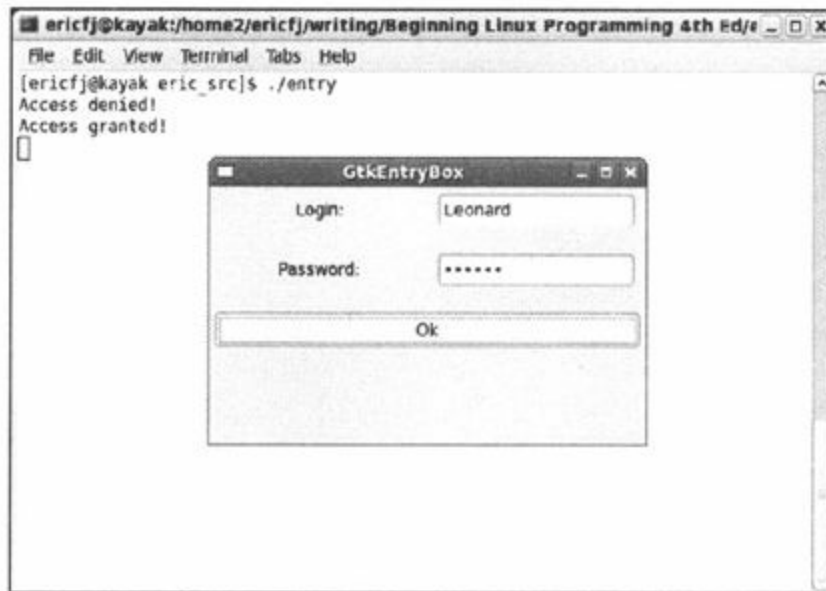 ericfj@kayak:/home2/ericfj/writing/Beginning Linux Programming 4th Ed/e
File Edit View Terminal Tabs Help
[ericfj@kayak eric_src]$ ./entry
Access denied!
Access granted!
GtkEntryBox
Login: Leonard
Password: ••••••
Ok